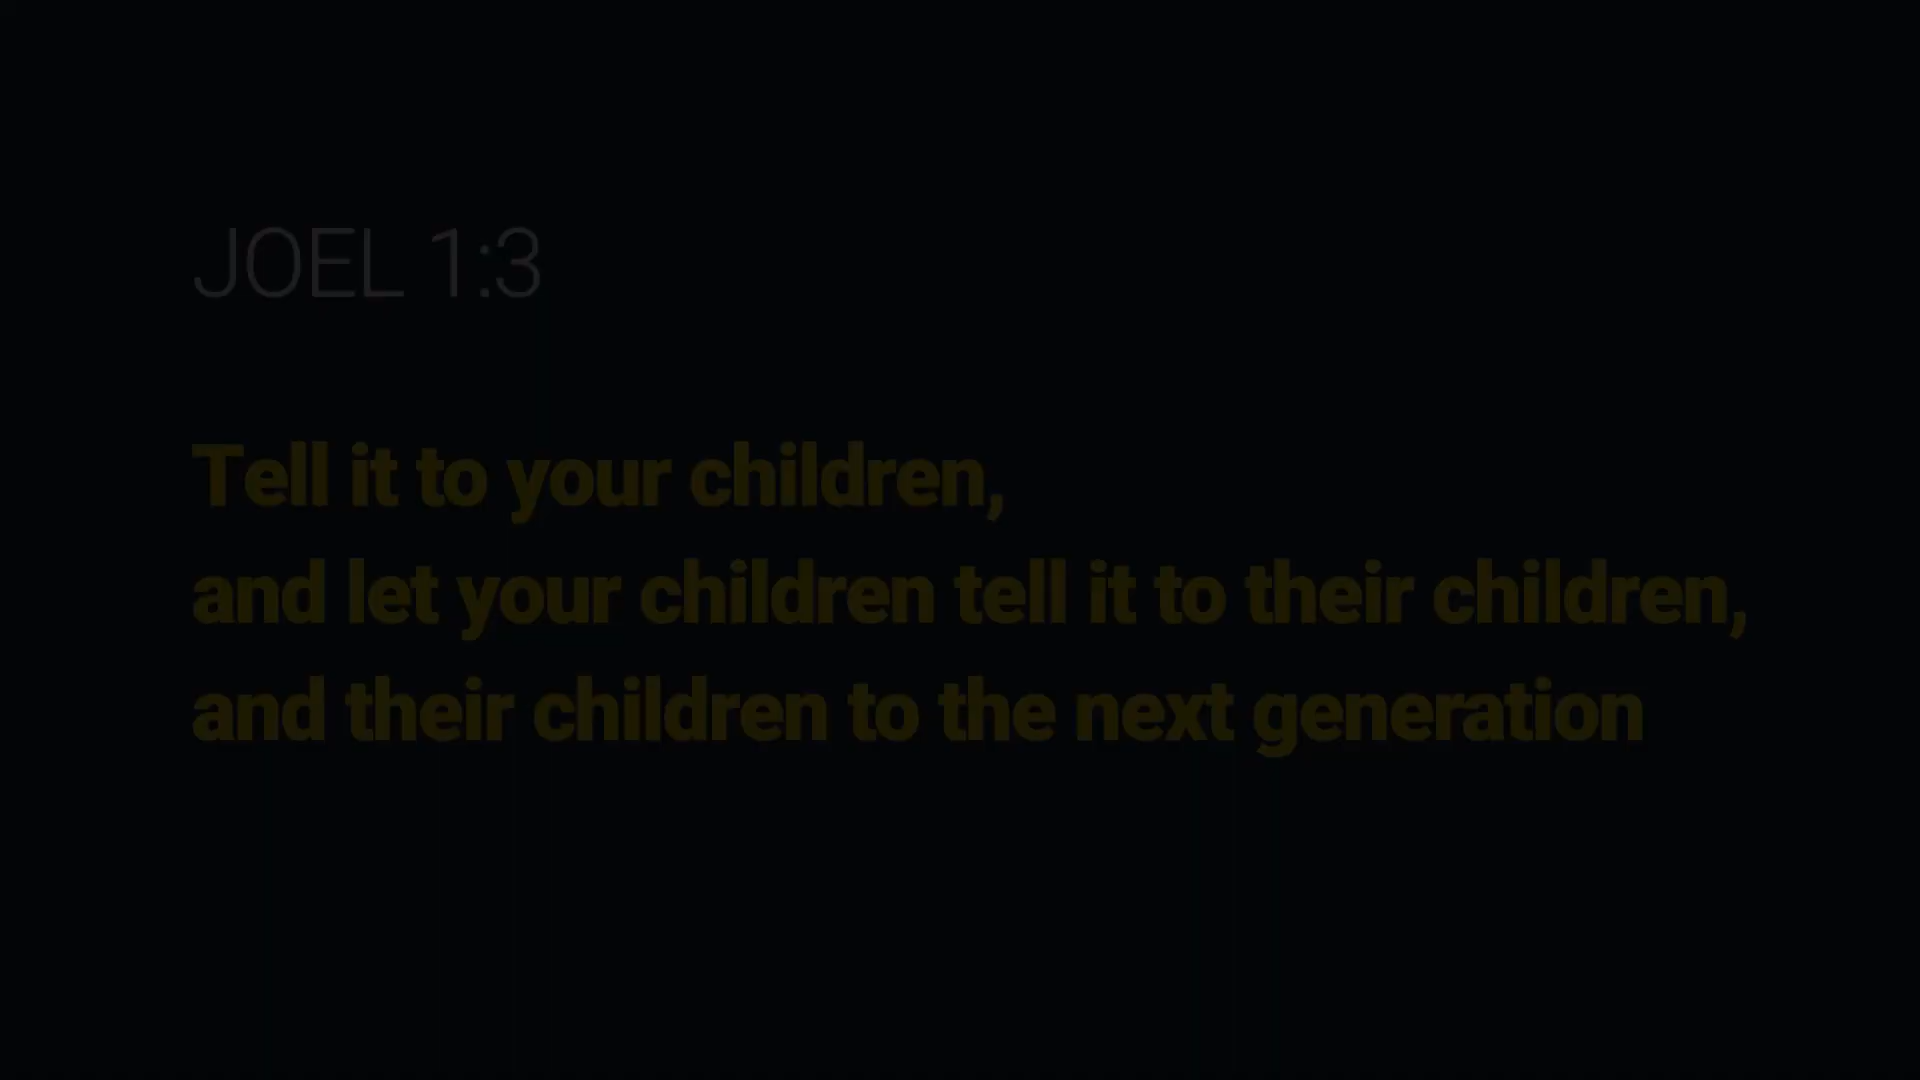 JOEL 1:3
Tell it to your children,
and let your children tell it to their children,
and their children to the next generation